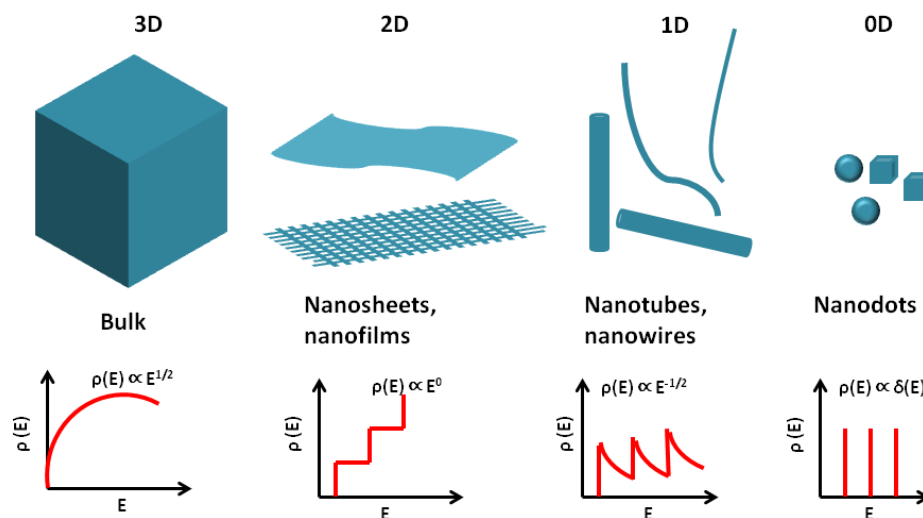 3D
2D
1D
0D
Bulk
Nanosheets,
nanofilms
Nanotubes,
nanowires
Nanodots
ρ(E) ∝ E^1/2
ρ (E)
E
ρ(E) ∝ E^0
ρ (E)
E
ρ(E) ∝ E^-1/2
ρ (E)
E
ρ(E) ∝ δ(E)
ρ (E)
E